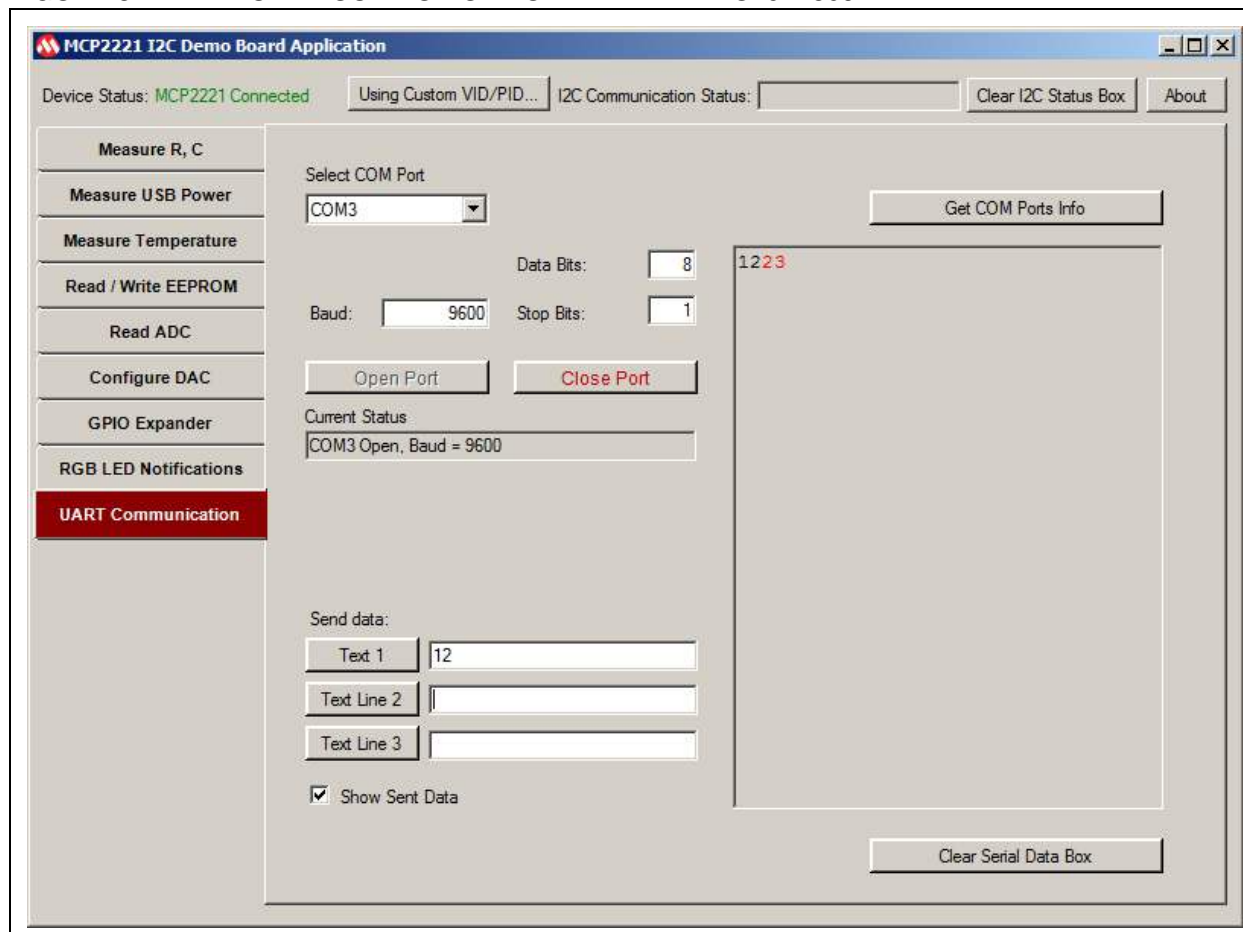 MCP2221 I2C Demo Board Application
Device Status: MCP2221 Connected Using Custom VID/PID... I2C Communication Status: Clear I2C Status Box About
Measure R, C
Measure USB Power
Measure Temperature
Read / Write EEPROM
Read ADC
Configure DAC
GPIO Expander
RGB LED Notifications
UART Communication
Select COM Port
COM3
Get COM Ports Info
Data Bits: 8
Baud: 9600 Stop Bits: 1
Open Port Close Port
Current Status
COM3 Open, Baud = 9600
Send data:
Text 1 12
Text Line 2
Text Line 3
Show Sent Data
1223
Clear Serial Data Box